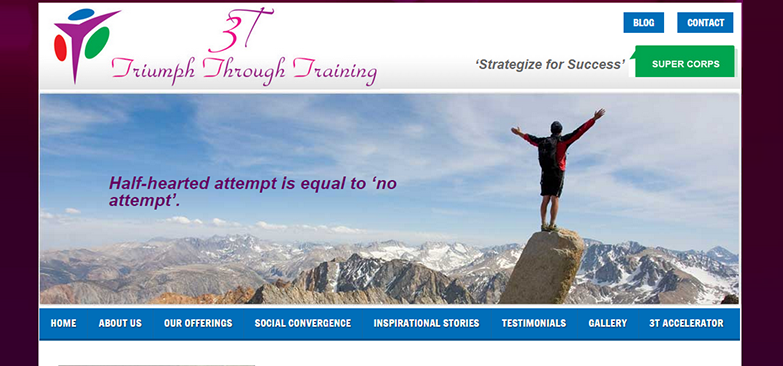 BLOG
CONTACT
3T
Triumph Through Training
‘Strategize for Success’
SUPER CORPS
Half-hearted attempt is equal to ‘no
attempt’.
HOME
ABOUT US
OUR OFFERINGS
SOCIAL CONVERGENCE
INSPIRATIONAL STORIES
TESTIMONIALS
GALLERY
3T ACCELERATOR